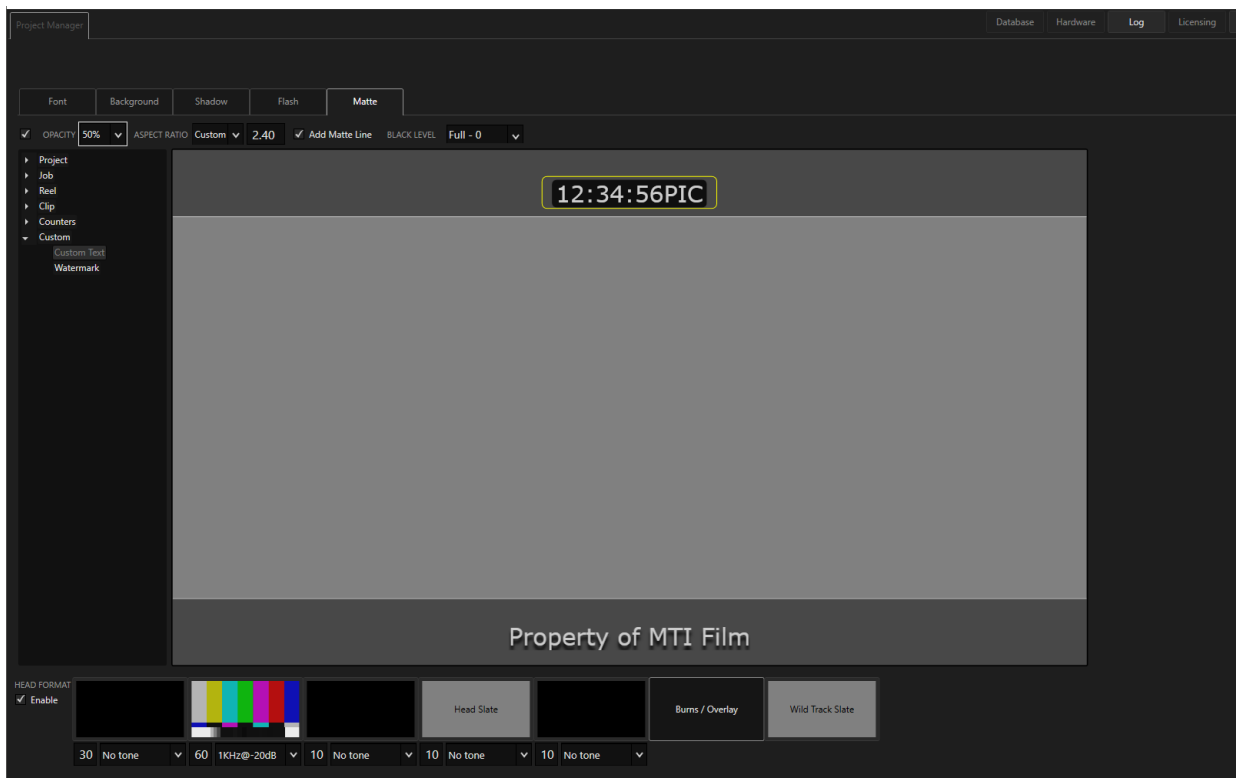 Project Manager
Database Hardware Log Licensing
Font Background Shadow Flash Matte
OPACITY 50% ASPECT RATIO Custom 2.40 Add Matte Line BLACK LEVEL Full - 0
Project
Job
Reel
Clip
Counters
Custom
Custom Text
Watermark
12:34:56PIC
Property of MTI Film
HEAD FORMAT
Enable
Head Slate Burns / Overlay Wild Track Slate
30 No tone 60 1KHz@-20dB 10 No tone 10 No tone 10 No tone